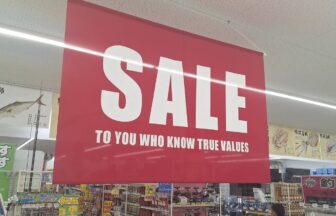 SALE
TO YOU WHO KNOW TRUE VALUES